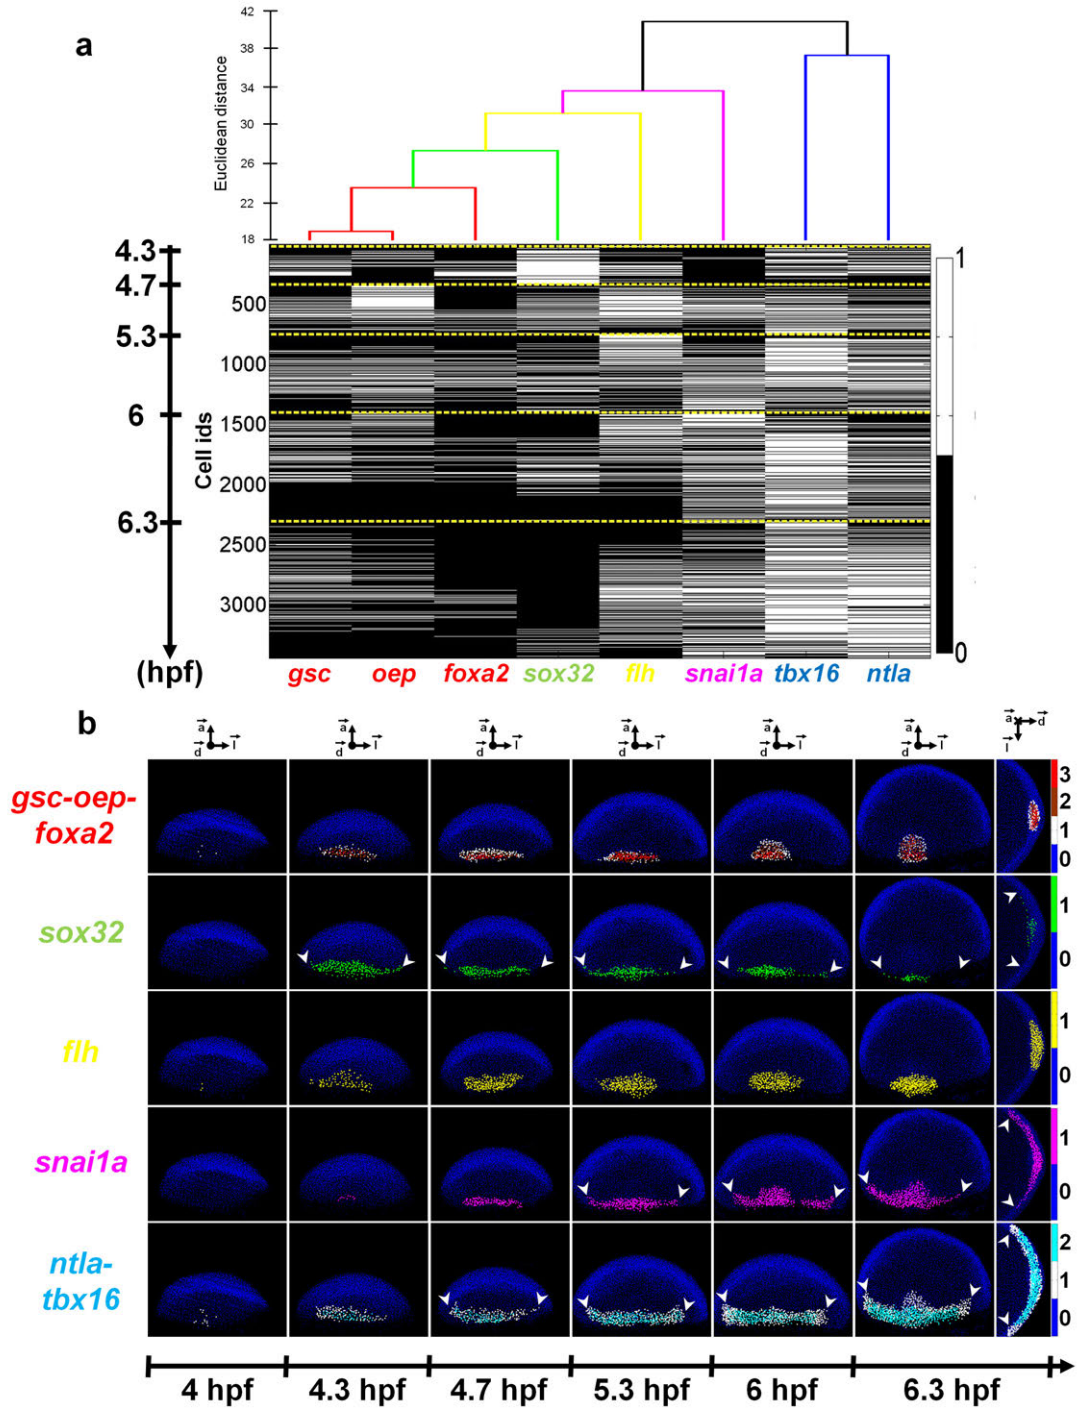 a
Euclidean distance
42
38
34
30
26
22
18
4.3
4.7
5.3
6
6.3
(hpf)
Cell ids
500
1000
1500
2000
2500
3000
1
0
gsc oep foxa2 sox32 flh snai1a tbx16 ntla
b
a d l
a d l
a d l
a d l
a d l
a d l
a d l
gsc-oep-
foxa2
3
2
1
0
sox32
1
0
flh
1
0
snai1a
1
0
ntla-
tbx16
2
1
0
4 hpf 4.3 hpf 4.7 hpf 5.3 hpf 6 hpf 6.3 hpf